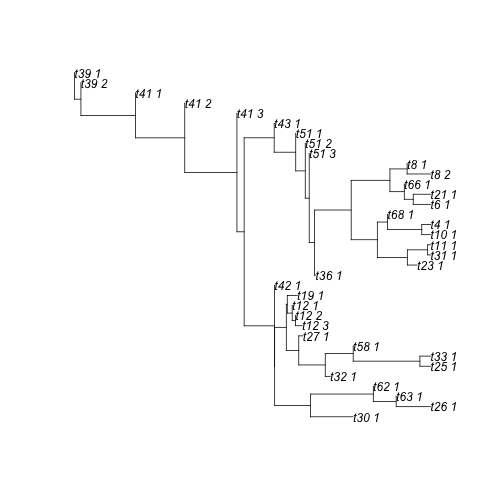 t39 1
t39 2
t41 1
t41 2
t41 3
t43 1
t51 1
t51 2
t51 3
t8 1
t8 2
t66 1
t21 1
t6 1
t68 1
t4 1
t10 1
t11 1
t31 1
t23 1
t36 1
t42 1
t19 1
t12 1
t12 2
t12 3
t27 1
t58 1
t33 1
t25 1
t32 1
t62 1
t63 1
t26 1
t30 1